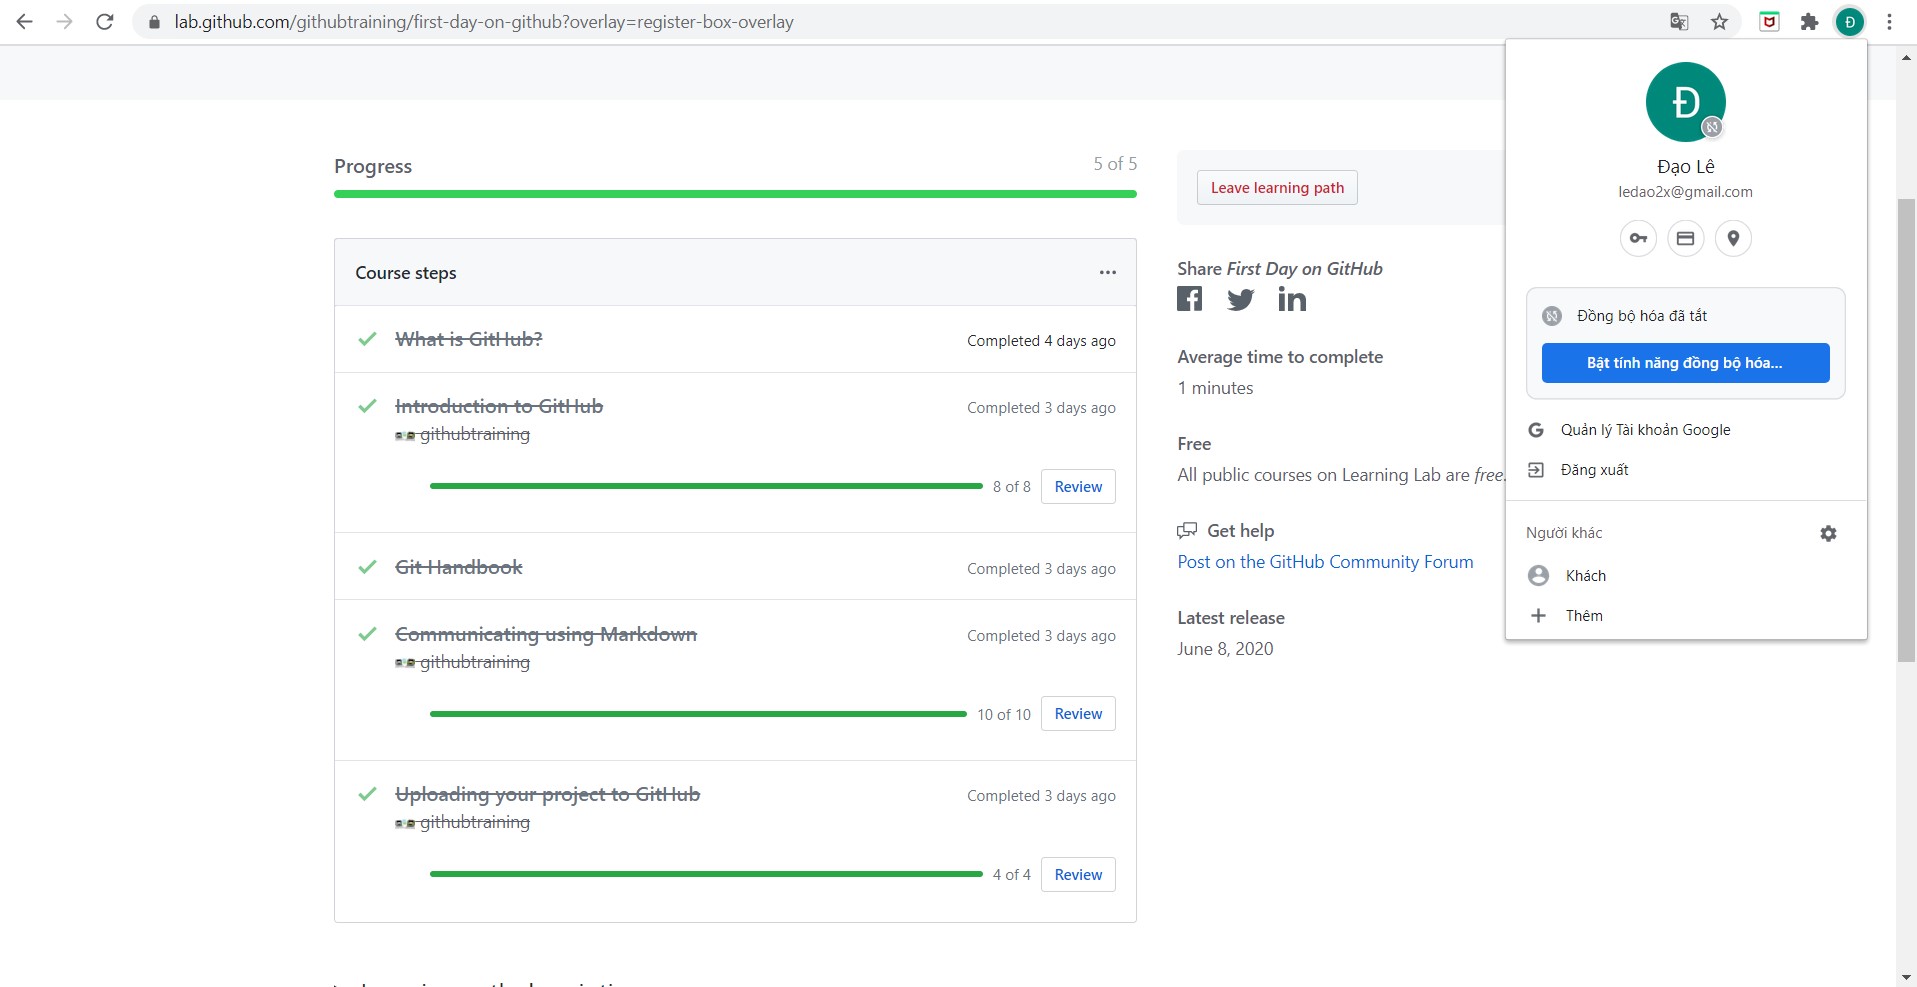 lab.github.com/githubtraining/first-day-on-github?overlay=register-box-overlay
Đ
Progress
5 of 5
Course steps
What is GitHub?
Completed 4 days ago
Introduction to GitHub
Completed 3 days ago
githubtraining
8 of 8
Review
Git Handbook
Completed 3 days ago
Communicating using Markdown
Completed 3 days ago
githubtraining
10 of 10
Review
Uploading your project to GitHub
Completed 3 days ago
githubtraining
4 of 4
Review
Leave learning path
Share First Day on GitHub
Average time to complete
1 minutes
Free
All public courses on Learning Lab are free.
Get help
Post on the GitHub Community Forum
Latest release
June 8, 2020
Đ
Đạo Lê
ledao2x@gmail.com
Đồng bộ hóa đã tắt
Bật tính năng đồng bộ hóa...
Quản lý Tài khoản Google
Đăng xuất
Người khác
Khách
Thêm